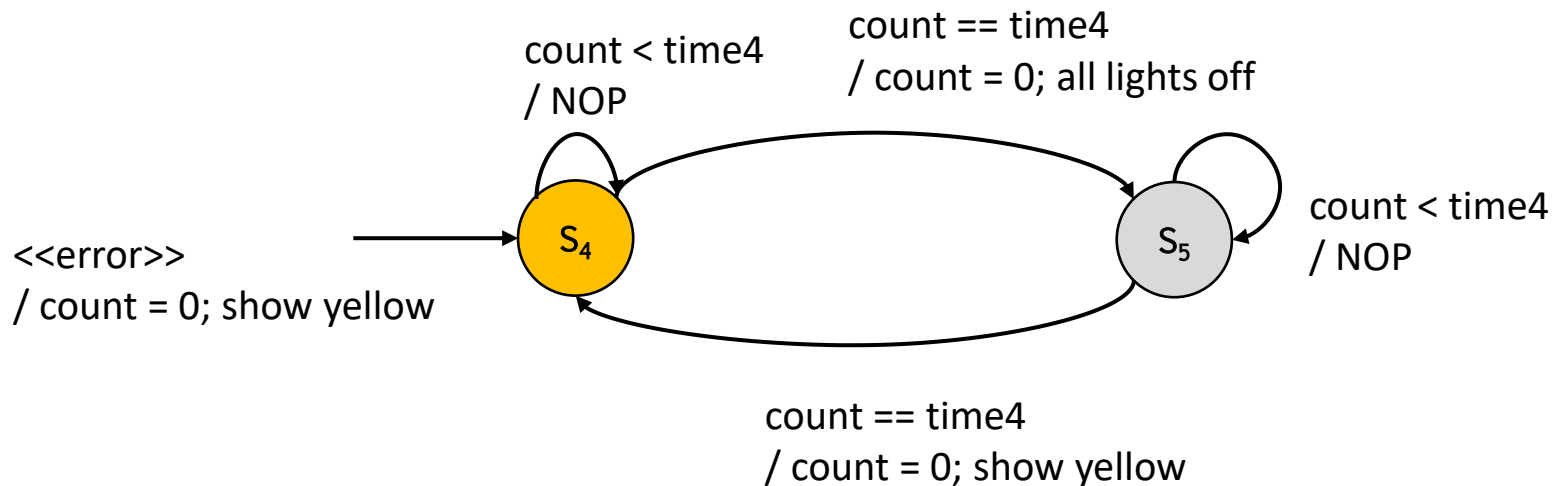 count == time4
/ count = 0; all lights off
count < time4
/ NOP
<<error>>
/ count = 0; show yellow
S₄
S₅
count < time4
/ NOP
count == time4
/ count = 0; show yellow